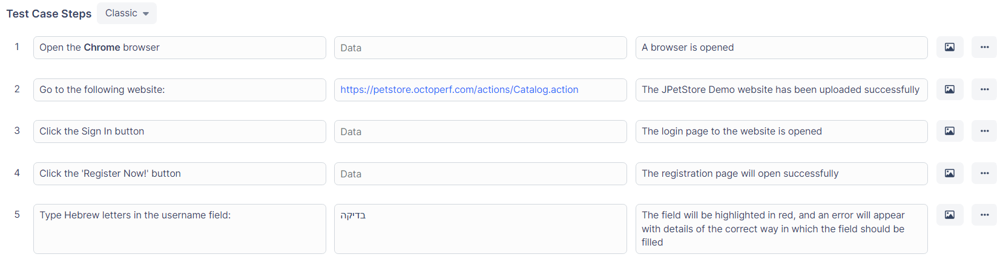 Test Case Steps Classic
1 Open the Chrome browser Data A browser is opened
2 Go to the following website: https://petstore.octoperf.com/actions/Catalog.action The JPetStore Demo website has been uploaded successfully
3 Click the Sign In button Data The login page to the website is opened
4 Click the 'Register Now!' button Data The registration page will open successfully
5 Type Hebrew letters in the username field: בדיקה The field will be highlighted in red, and an error will appear
with details of the correct way in which the field should be
filled